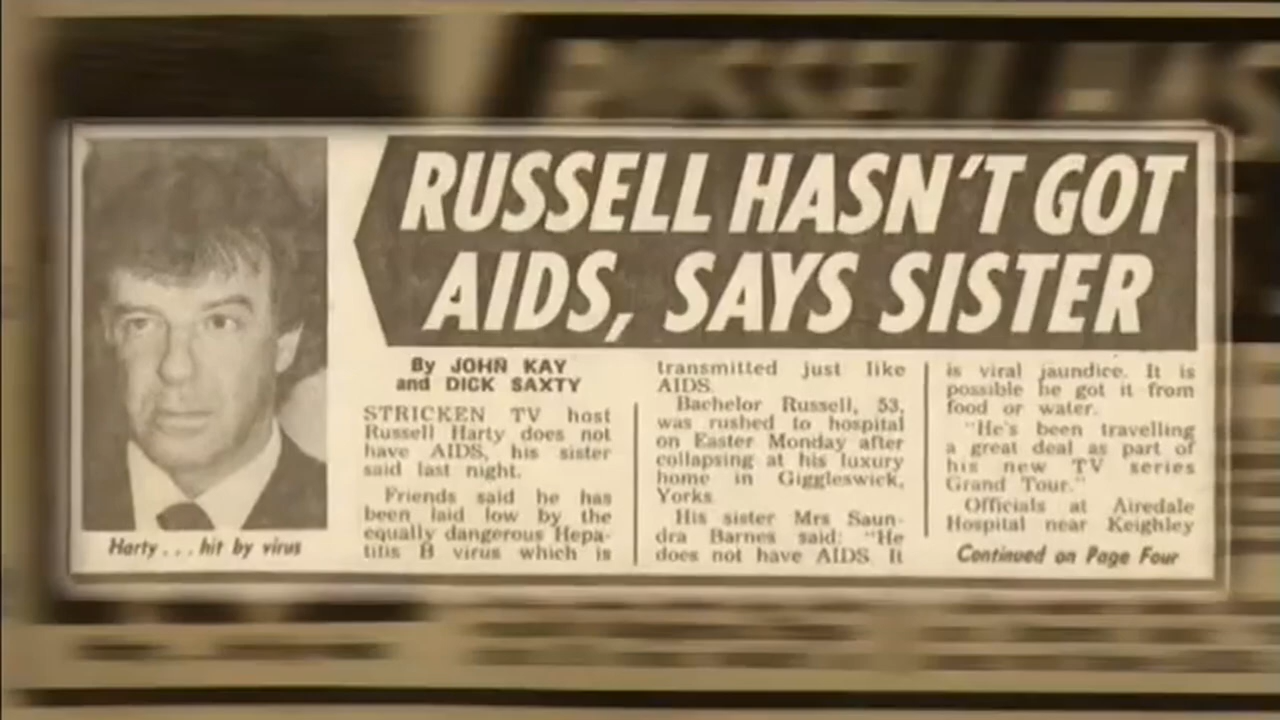 RUSSELL HASN'T GOT
AIDS, SAYS SISTER
Harty...hit by virus
By JOHN KAY
and DICK SAXTY
STRICKEN TV host
Russell Harty does not
have AIDS, his sister
said last night.
Friends said he has
been laid low by the
equally dangerous Hepa-
titis B virus which is
transmitted just like
AIDS.
Bachelor Russell, 53,
was rushed to hospital
on Easter Monday after
collapsing at his luxury
home in Giggleswick,
Yorks.
His sister Mrs Saun-
dra Barnes said: "He
does not have AIDS. It
is viral jaundice. It is
possible he got it from
food or water.
"He's been travelling
a great deal as part of
his new TV series
Grand Tour."
Officials at Airedale
Hospital near Keighley
Continued on Page Four